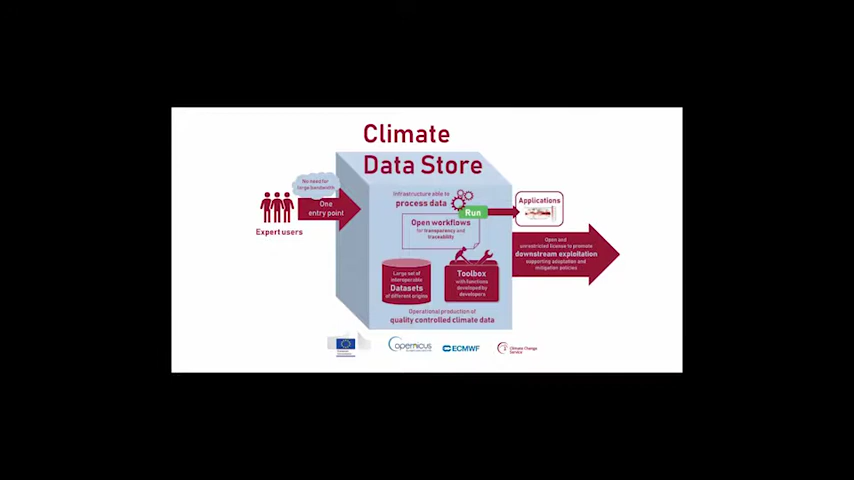 Climate
Data Store
No need for
large bandwidth
One
entry point
Expert users
Infrastructure able to
process data
Run
Open workflows
for transparency and
traceability
Applications
Open and
unrestricted license to promote
downstream exploitation
supporting adaptation and
mitigation policies
Large set of
interoperable
Datasets
of different origins
Toolbox
with functions
developed by
developers
Operational production of
quality controlled climate data
opernicus
ECMWF
Climate Change
Service